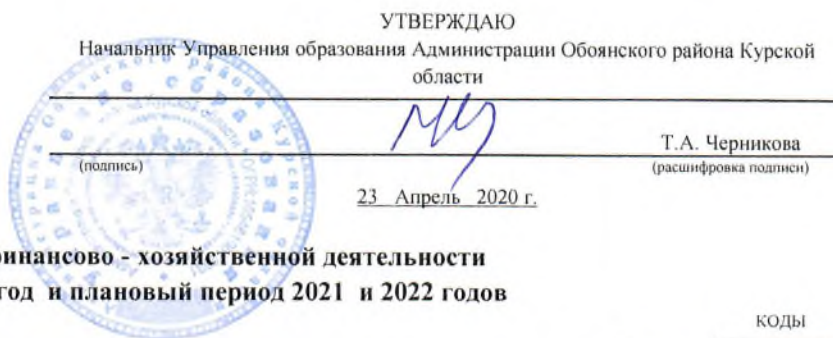 УТВЕРЖДАЮ
Начальник Управления образования Администрации Обоянского района Курской
области
Т.А. Черникова
(подпись)
(расшифровка подписи)
23 Апрель 2020 г.
финансово - хозяйственной деятельности
год и плановый период 2021 и 2022 годов
КОДЫ